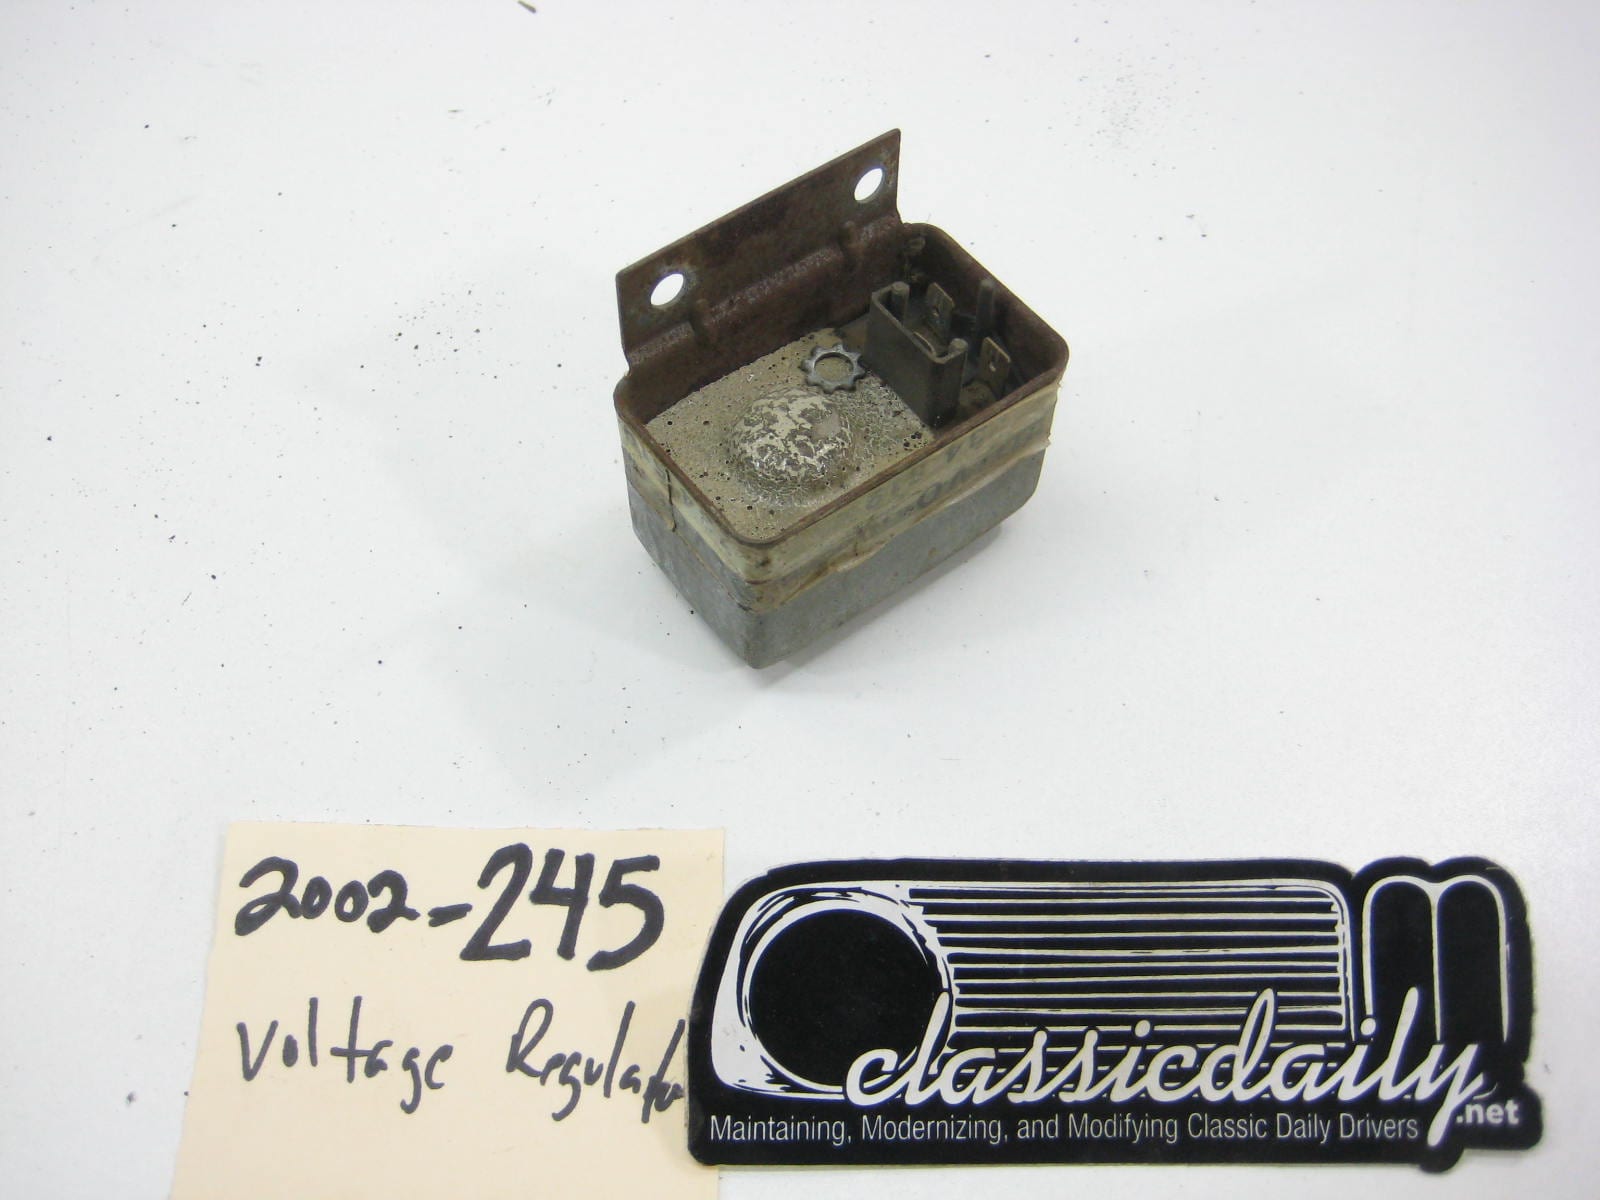 2002-245
Voltage Regulator
classicdaily
.net
Maintaining, Modernizing, and Modifying Classic Daily Drivers